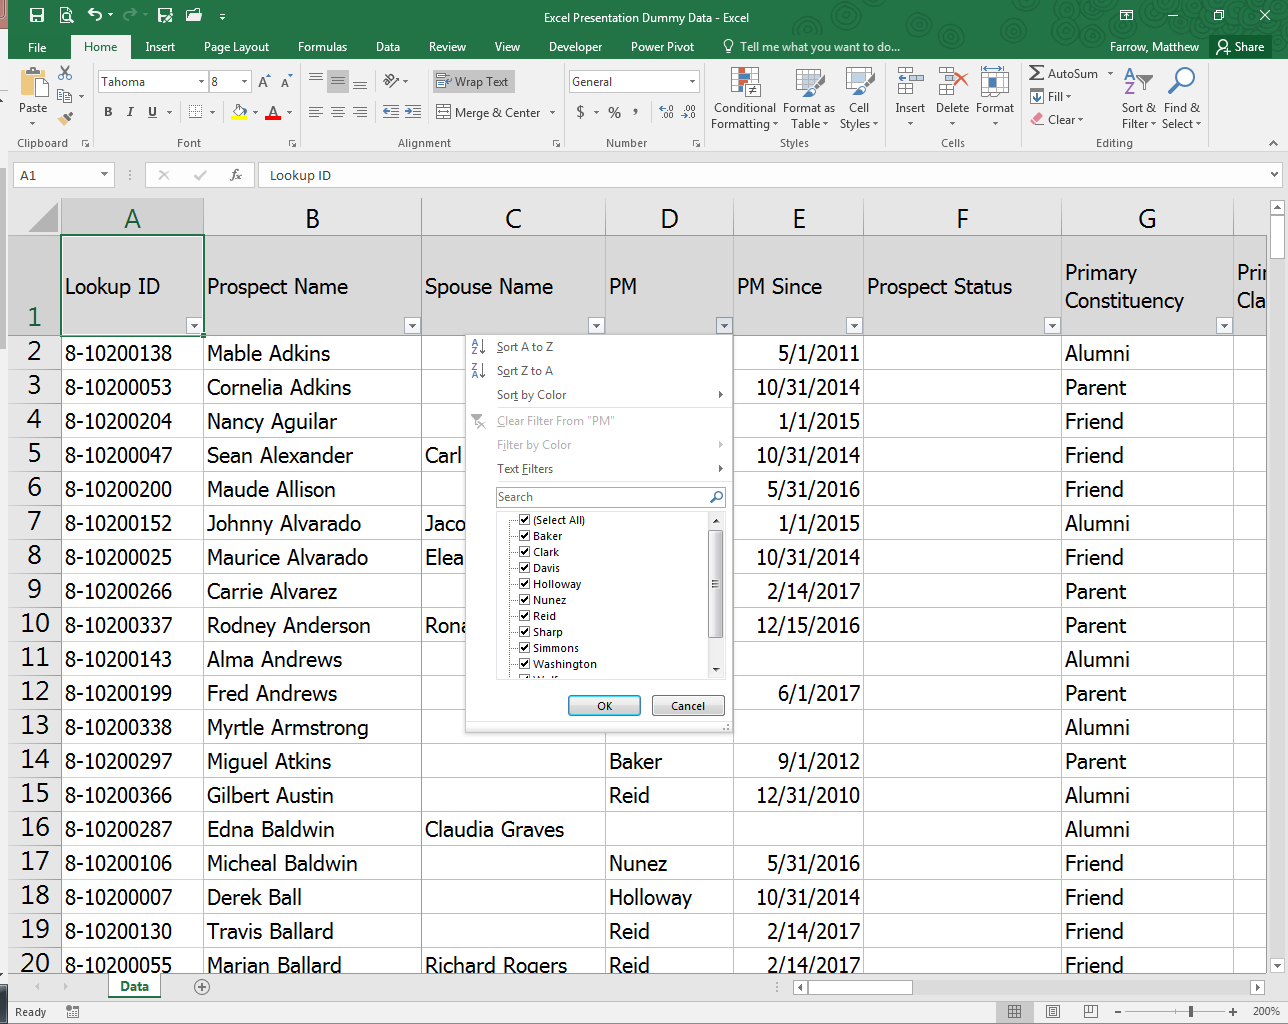 Excel Presentation Dummy Data - Excel
File Home Insert Page Layout Formulas Data Review View Developer Power Pivot Tell me what you want to do... Farrow, Matthew Share
Paste
Clipboard
Tahoma 8
B I U A
Font
Wrap Text
Merge & Center
Alignment
General
$ % ,
Number
Conditional Formatting
Format as Table
Cell Styles
Styles
Insert Delete Format
Cells
AutoSum
Fill
Clear
Sort & Filter
Find & Select
Editing
A1 fx Lookup ID
A B C D E F G
1 Lookup ID Prospect Name Spouse Name PM PM Since Prospect Status Primary Constituency Pri Cla
2 8-10200138 Mable Adkins 5/1/2011 Alumni
3 8-10200053 Cornelia Adkins 10/31/2014 Parent
4 8-10200204 Nancy Aguilar 1/1/2015 Friend
5 8-10200047 Sean Alexander Carl 10/31/2014 Friend
6 8-10200200 Maude Allison 5/31/2016 Friend
7 8-10200152 Johnny Alvarado Jaco 1/1/2015 Alumni
8 8-10200025 Maurice Alvarado Elea 10/31/2014 Friend
9 8-10200266 Carrie Alvarez 2/14/2017 Parent
10 8-10200337 Rodney Anderson Rona 12/15/2016 Parent
11 8-10200143 Alma Andrews Alumni
12 8-10200199 Fred Andrews 6/1/2017 Parent
13 8-10200338 Myrtle Armstrong Alumni
14 8-10200297 Miguel Atkins Baker 9/1/2012 Parent
15 8-10200366 Gilbert Austin Reid 12/31/2010 Alumni
16 8-10200287 Edna Baldwin Claudia Graves Alumni
17 8-10200106 Micheal Baldwin Nunez 5/31/2016 Friend
18 8-10200007 Derek Ball Holloway 10/31/2014 Friend
19 8-10200130 Travis Ballard Reid 2/14/2017 Friend
20 8-10200055 Marian Ballard Richard Rogers Reid 2/14/2017 Friend
Sort A to Z
Sort Z to A
Sort by Color
Clear Filter From "PM"
Filter by Color
Text Filters
Search
(Select All)
Baker
Clark
Davis
Holloway
Nunez
Reid
Sharp
Simmons
Washington
OK Cancel
Data
Ready 200%